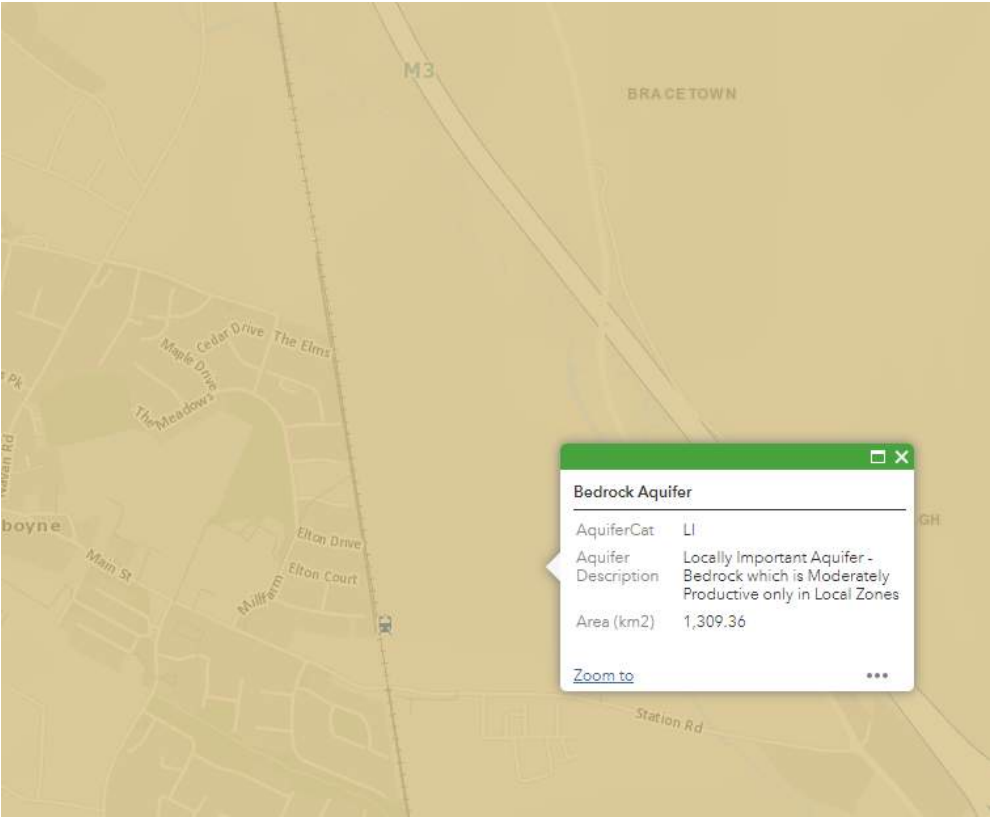 M3
BRACETOWN
Cedar Drive
The Elms
Maple Drive
The Meadows
Pk
Navan Rd
boyne
Main St
Elton Drive
Elton Court
Millfarm
Station Rd
GH
Bedrock Aquifer
AquiferCat LI
Aquifer Locally Important Aquifer -
Description Bedrock which is Moderately
Productive only in Local Zones
Area (km2) 1,309.36
Zoom to